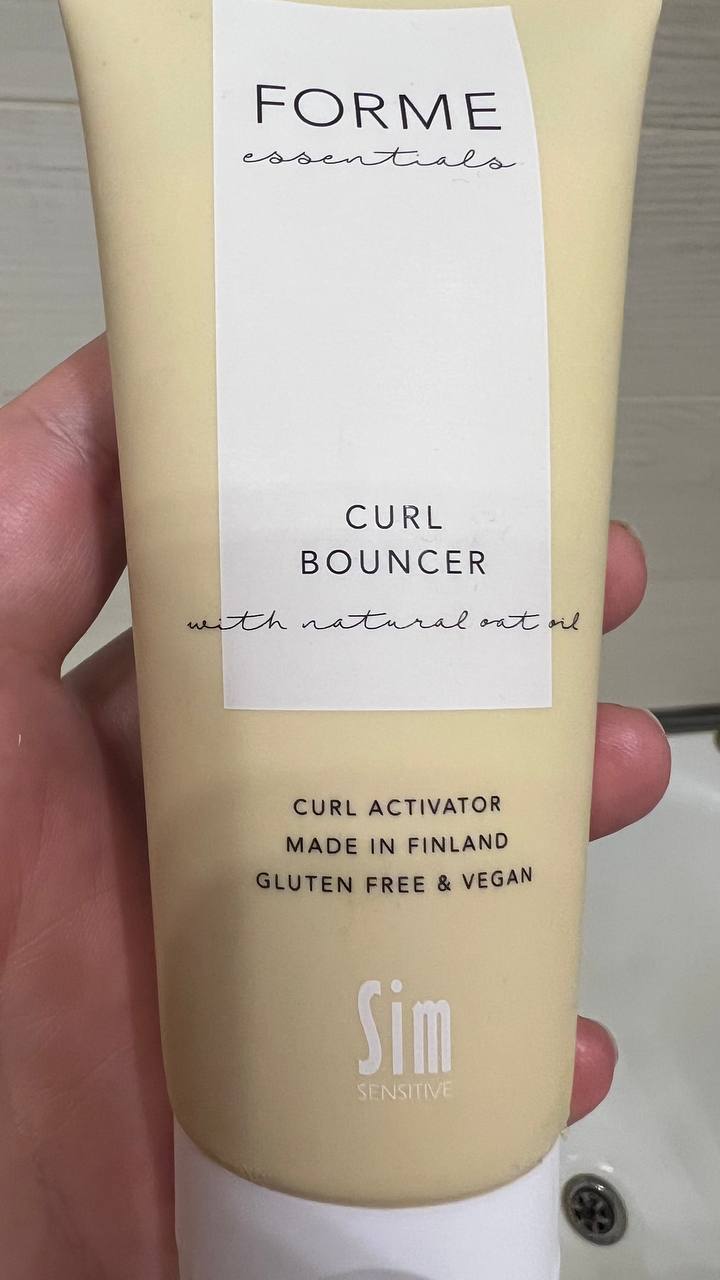 FORME
essentials
CURL
BOUNCER
with natural oat oil
CURL ACTIVATOR
MADE IN FINLAND
GLUTEN FREE & VEGAN
Sim
SENSITIVE